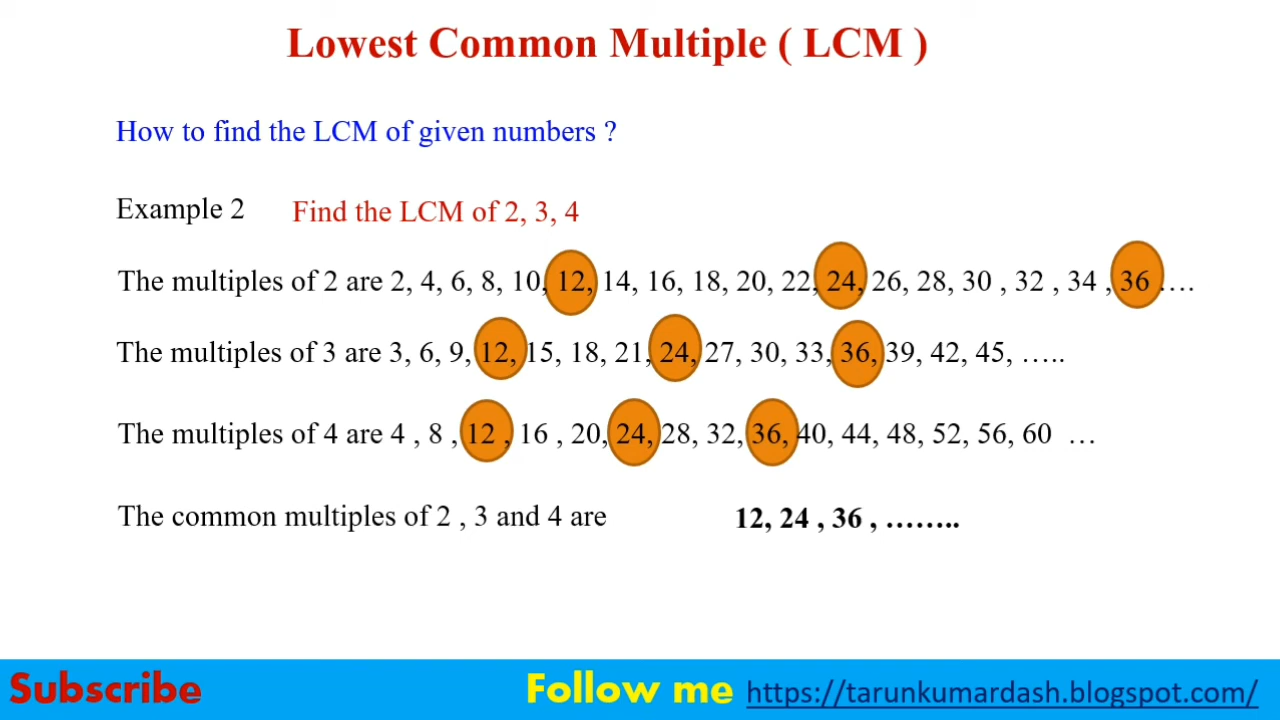 Lowest Common Multiple ( LCM )
How to find the LCM of given numbers ?
Example 2 Find the LCM of 2, 3, 4
The multiples of 2 are 2, 4, 6, 8, 10, 12, 14, 16, 18, 20, 22, 24, 26, 28, 30 , 32 , 34 , 36 ….
The multiples of 3 are 3, 6, 9, 12, 15, 18, 21, 24, 27, 30, 33, 36, 39, 42, 45, …..
The multiples of 4 are 4 , 8 , 12 , 16 , 20, 24, 28, 32, 36, 40, 44, 48, 52, 56, 60 …
The common multiples of 2 , 3 and 4 are 12, 24 , 36 , ……..
Subscribe Follow me https://tarunkumardash.blogspot.com/